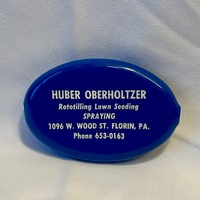 HUBER OBERHOLTZER
Rototilling Lawn Seeding
SPRAYING
1096 W. WOOD ST. FLORIN, PA.
Phone 653-0163